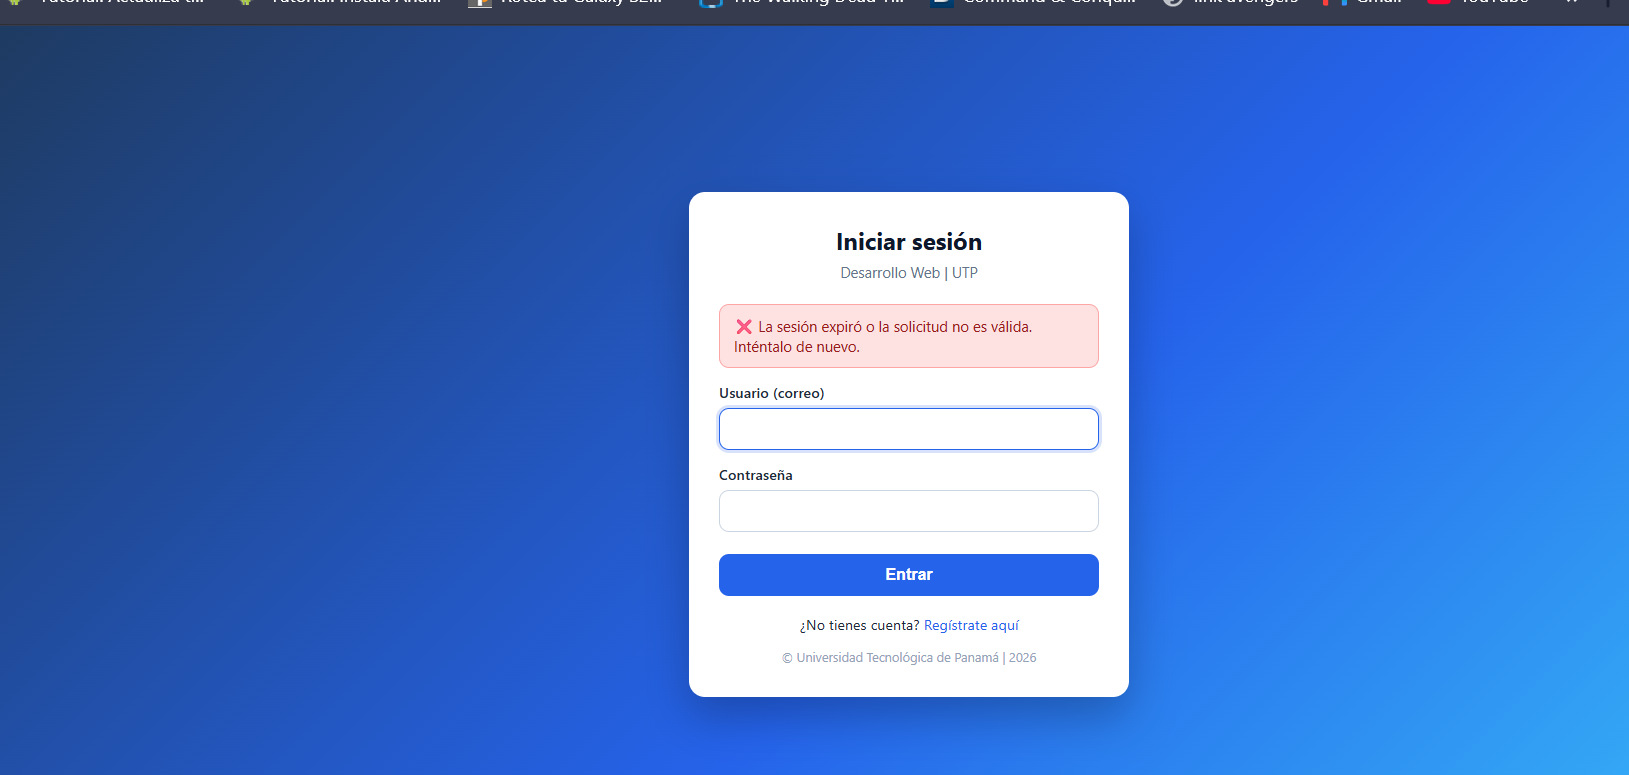 Iniciar sesión
Desarrollo Web | UTP
❌ La sesión expiró o la solicitud no es válida.
Inténtalo de nuevo.
Usuario (correo)
Contraseña
Entrar
¿No tienes cuenta? Regístrate aquí
© Universidad Tecnológica de Panamá | 2026